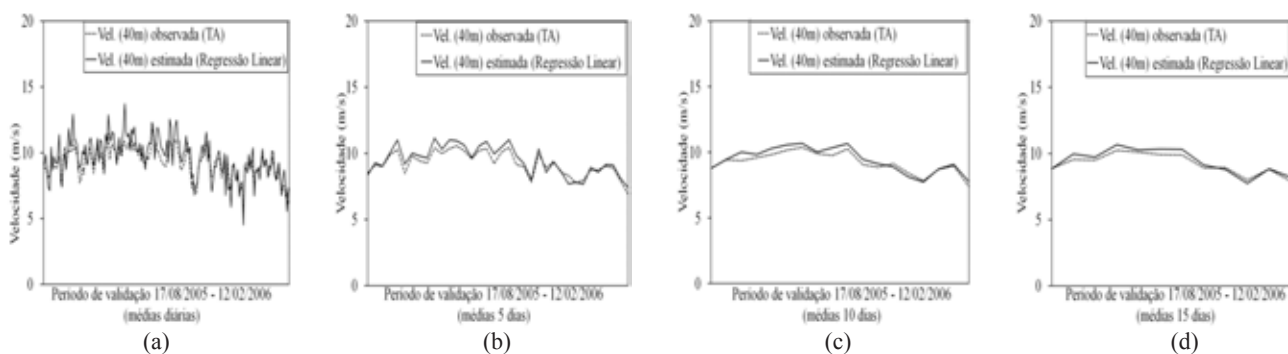 20
Vel. (40m) observada (TA)
Vel. (40m) estimada (Regressão Linear)
15
10
5
0
Velocidade (m/s)
Periodo de validação 17/08/2005 - 12/02/2006
(médias diárias)
(a)
20
Vel. (40m) observada (TA)
Vel. (40m) estimada (Regressão Linear)
15
10
5
0
Velocidade (m/s)
Periodo de validação 17/08/2005 - 12/02/2006
(médias 5 dias)
(b)
20
Vel. (40m) observada (TA)
Vel. (40m) estimada (Regressão Linear)
15
10
5
0
Velocidade (m/s)
Periodo de validação 17/08/2005 - 12/02/2006
(médias 10 dias)
(c)
20
Vel. (40m) observada (TA)
Vel. (40m) estimada (Regressão Linear)
15
10
5
0
Velocidade (m/s)
Periodo de validação 17/08/2005 - 12/02/2006
(médias 15 dias)
(d)